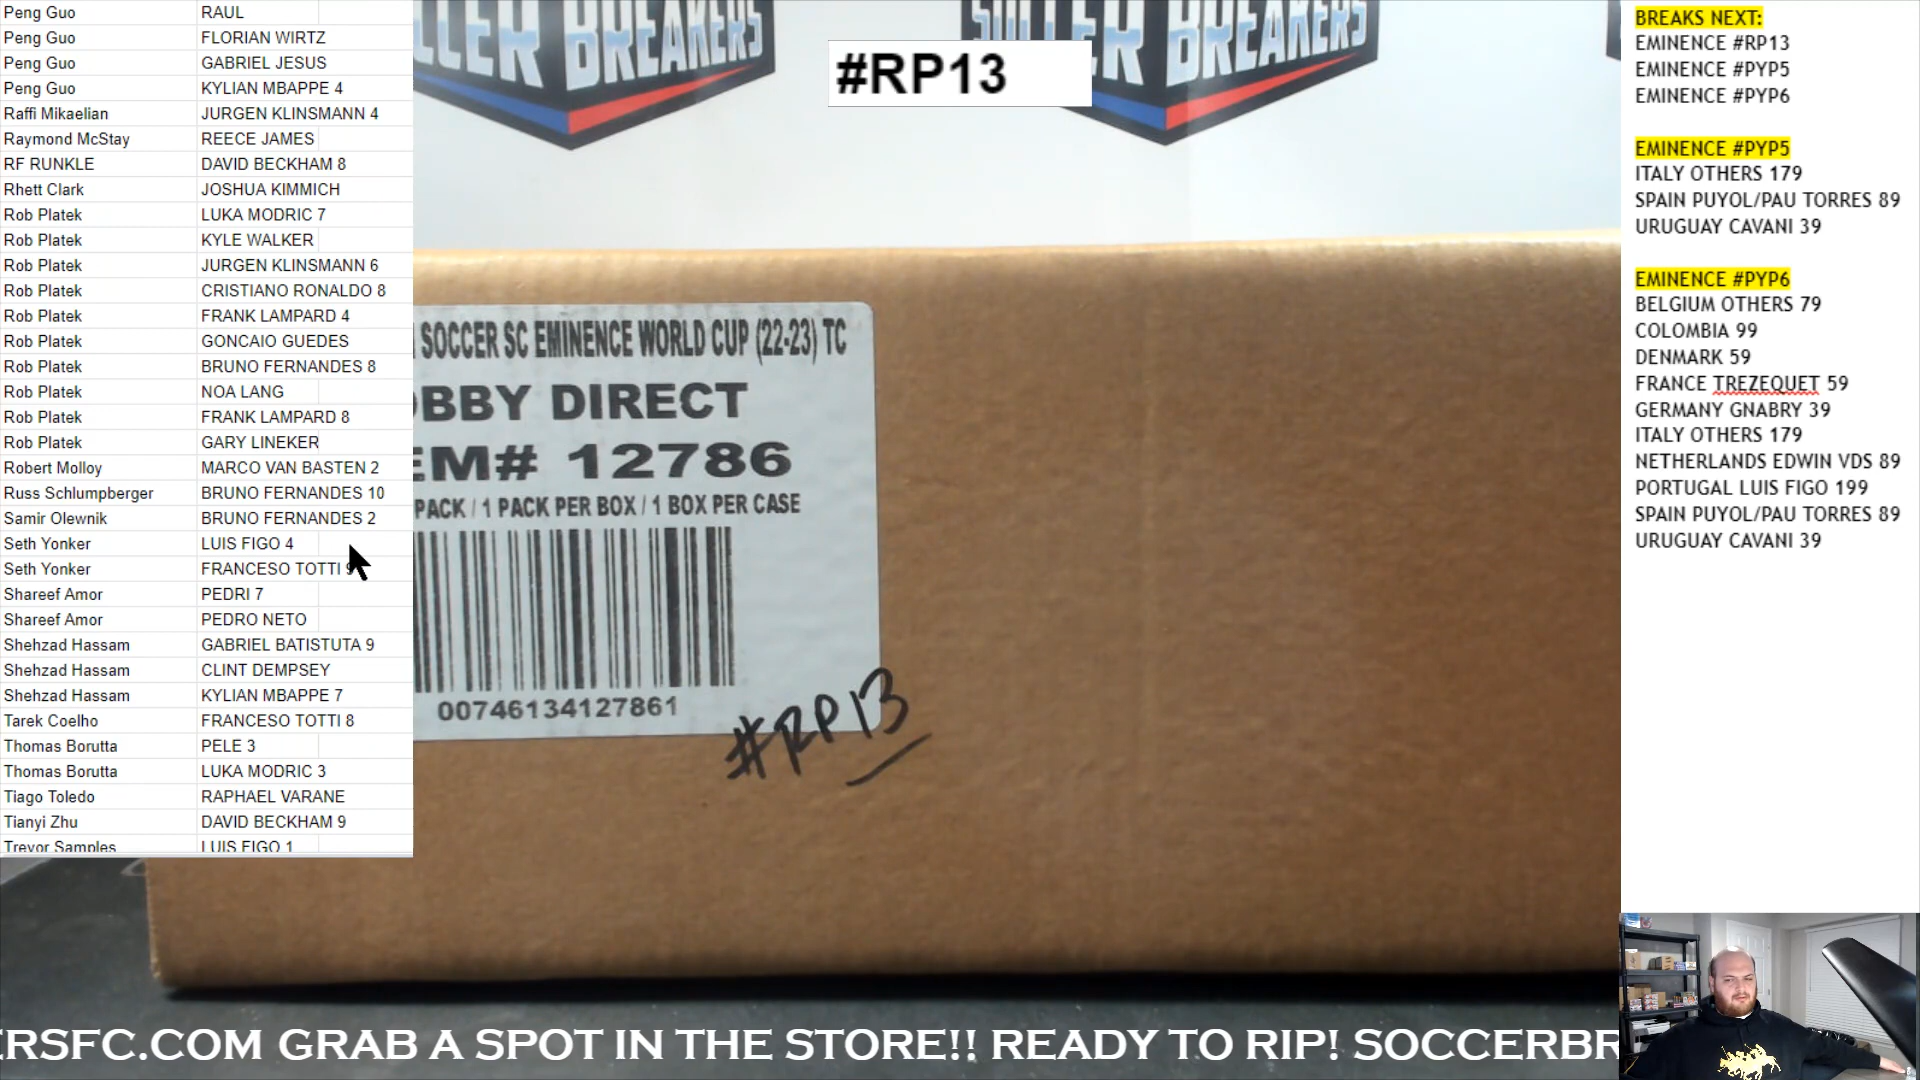 Peng Guo RAUL
Peng Guo FLORIAN WIRTZ
Peng Guo GABRIEL JESUS
Peng Guo KYLIAN MBAPPE 4
Raffi Mikaelian JURGEN KLINSMANN 4
Raymond McStay REECE JAMES
RF RUNKLE DAVID BECKHAM 8
Rhett Clark JOSHUA KIMMICH
Rob Platek LUKA MODRIC 7
Rob Platek KYLE WALKER
Rob Platek JURGEN KLINSMANN 6
Rob Platek CRISTIANO RONALDO 8
Rob Platek FRANK LAMPARD 4
Rob Platek GONCAIO GUEDES
Rob Platek BRUNO FERNANDES 8
Rob Platek NOA LANG
Rob Platek FRANK LAMPARD 8
Rob Platek GARY LINEKER
Robert Molloy MARCO VAN BASTEN 2
Russ Schlumpberger BRUNO FERNANDES 10
Samir Olewnik BRUNO FERNANDES 2
Seth Yonker LUIS FIGO 4
Seth Yonker FRANCESO TOTTI 9
Shareef Amor PEDRI 7
Shareef Amor PEDRO NETO
Shehzad Hassam GABRIEL BATISTUTA 9
Shehzad Hassam CLINT DEMPSEY
Shehzad Hassam KYLIAN MBAPPE 7
Tarek Coelho FRANCESO TOTTI 8
Thomas Borutta PELE 3
Thomas Borutta LUKA MODRIC 3
Tiago Toledo RAPHAEL VARANE
Tianyi Zhu DAVID BECKHAM 9
Trevor Samples LUIS FIGO 1
BREAKERS
SOCCER BREAKERS
#RP13
SOCCER SC EMINENCE WORLD CUP (22-23) TC
OBBY DIRECT
EM# 12786
PACK / 1 PACK PER BOX / 1 BOX PER CASE
00746134127861
#RP13
BREAKS NEXT:
EMINENCE #RP13
EMINENCE #PYP5
EMINENCE #PYP6
EMINENCE #PYP5
ITALY OTHERS 179
SPAIN PUYOL/PAU TORRES 89
URUGUAY CAVANI 39
EMINENCE #PYP6
BELGIUM OTHERS 79
COLOMBIA 99
DENMARK 59
FRANCE TREZEQUET 59
GERMANY GNABRY 39
ITALY OTHERS 179
NETHERLANDS EDWIN VDS 89
PORTUGAL LUIS FIGO 199
SPAIN PUYOL/PAU TORRES 89
URUGUAY CAVANI 39
ERSFC.COM GRAB A SPOT IN THE STORE!! READY TO RIP! SOCCERBR